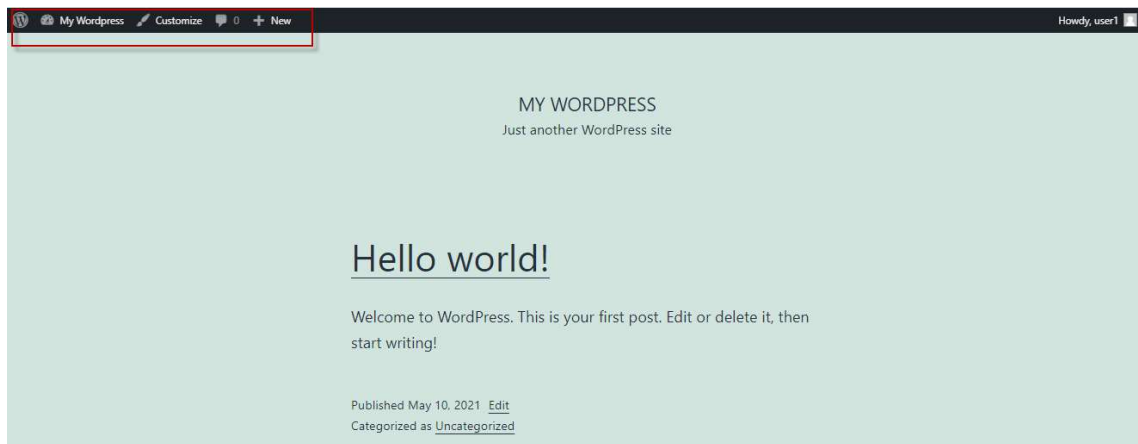 My Wordpress Customize 0 New Howdy, user1
MY WORDPRESS
Just another WordPress site
Hello world!
Welcome to WordPress. This is your first post. Edit or delete it, then
start writing!
Published May 10, 2021 Edit
Categorized as Uncategorized